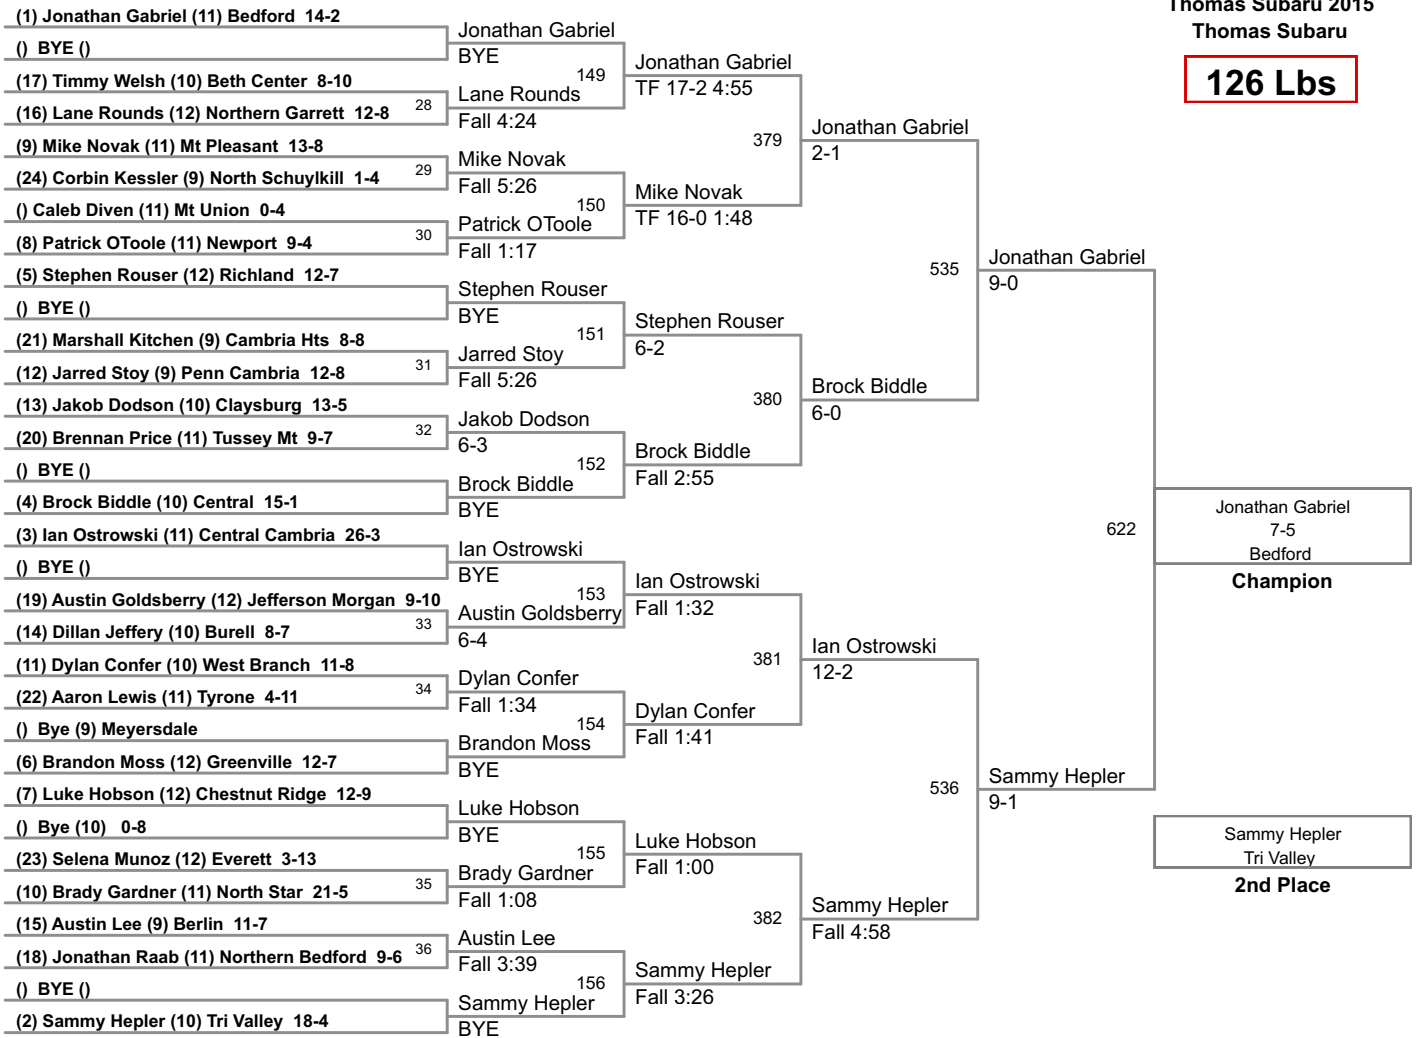 Thomas Subaru 2015
Thomas Subaru
126 Lbs
(1) Jonathan Gabriel (11) Bedford 14-2
() BYE ()
(17) Timmy Welsh (10) Beth Center 8-10
(16) Lane Rounds (12) Northern Garrett 12-8
(9) Mike Novak (11) Mt Pleasant 13-8
(24) Corbin Kessler (9) North Schuylkill 1-4
() Caleb Diven (11) Mt Union 0-4
(8) Patrick OToole (11) Newport 9-4
(5) Stephen Rouser (12) Richland 12-7
() BYE ()
(21) Marshall Kitchen (9) Cambria Hts 8-8
(12) Jarred Stoy (9) Penn Cambria 12-8
(13) Jakob Dodson (10) Claysburg 13-5
(20) Brennan Price (11) Tussey Mt 9-7
() BYE ()
(4) Brock Biddle (10) Central 15-1
(3) Ian Ostrowski (11) Central Cambria 26-3
() BYE ()
(19) Austin Goldsberry (12) Jefferson Morgan 9-10
(14) Dillan Jeffery (10) Burell 8-7
(11) Dylan Confer (10) West Branch 11-8
(22) Aaron Lewis (11) Tyrone 4-11
() Bye (9) Meyersdale
(6) Brandon Moss (12) Greenville 12-7
(7) Luke Hobson (12) Chestnut Ridge 12-9
() Bye (10) 0-8
(23) Selena Munoz (12) Everett 3-13
(10) Brady Gardner (11) North Star 21-5
(15) Austin Lee (9) Berlin 11-7
(18) Jonathan Raab (11) Northern Bedford 9-6
() BYE ()
(2) Sammy Hepler (10) Tri Valley 18-4
28
29
30
31
32
33
34
35
36
Jonathan Gabriel
BYE
Lane Rounds
Fall 4:24
Mike Novak
Fall 5:26
Patrick OToole
Fall 1:17
Stephen Rouser
BYE
Jarred Stoy
Fall 5:26
Jakob Dodson
6-3
Brock Biddle
BYE
Ian Ostrowski
BYE
Austin Goldsberry
6-4
Dylan Confer
Fall 1:34
Brandon Moss
BYE
Luke Hobson
BYE
Brady Gardner
Fall 1:08
Austin Lee
Fall 3:39
Sammy Hepler
BYE
149
150
151
152
153
154
155
156
Jonathan Gabriel
TF 17-2 4:55
Mike Novak
TF 16-0 1:48
Stephen Rouser
6-2
Brock Biddle
Fall 2:55
Ian Ostrowski
Fall 1:32
Dylan Confer
Fall 1:41
Luke Hobson
Fall 1:00
Sammy Hepler
Fall 3:26
379
380
381
382
Jonathan Gabriel
2-1
Brock Biddle
6-0
Ian Ostrowski
12-2
Sammy Hepler
Fall 4:58
535
536
Jonathan Gabriel
9-0
Sammy Hepler
9-1
622
Jonathan Gabriel
7-5
Bedford
Champion
Sammy Hepler
Tri Valley
2nd Place